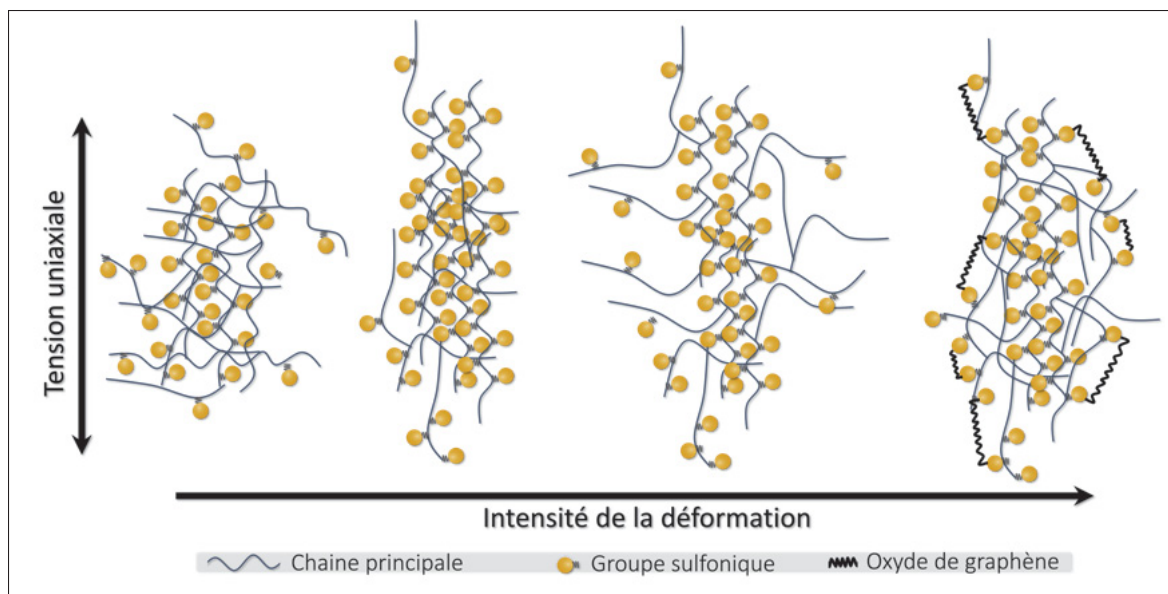 Tension uniaxiale
Intensité de la déformation
Chaine principale
Groupe sulfonique
Oxyde de graphène